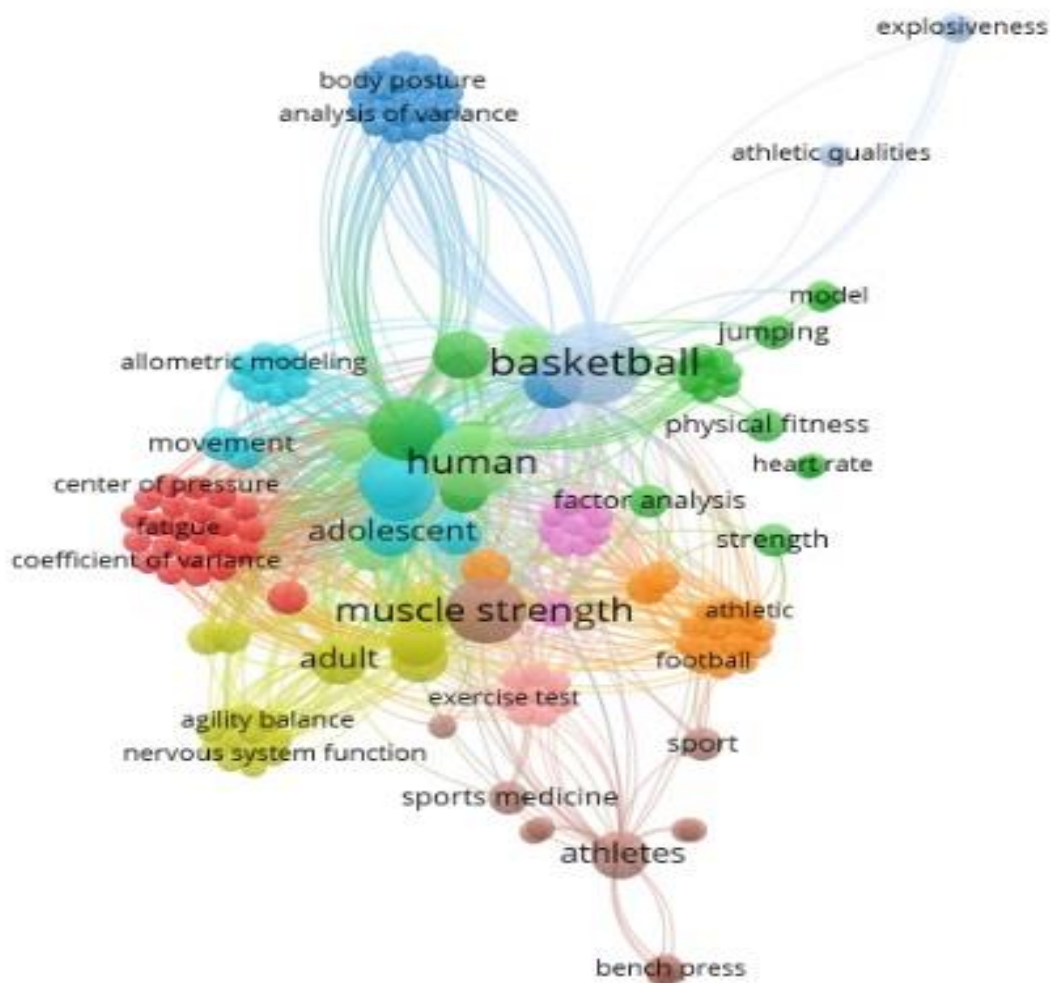 explosiveness
body posture
analysis of variance
athletic qualities
model
jumping
allometric modeling
basketball
physical fitness
movement
human
heart rate
center of pressure
factor analysis
fatigue
adolescent
strength
coefficient of variance
muscle strength
athletic
adult
football
exercise test
agility balance
sport
nervous system function
sports medicine
athletes
bench press